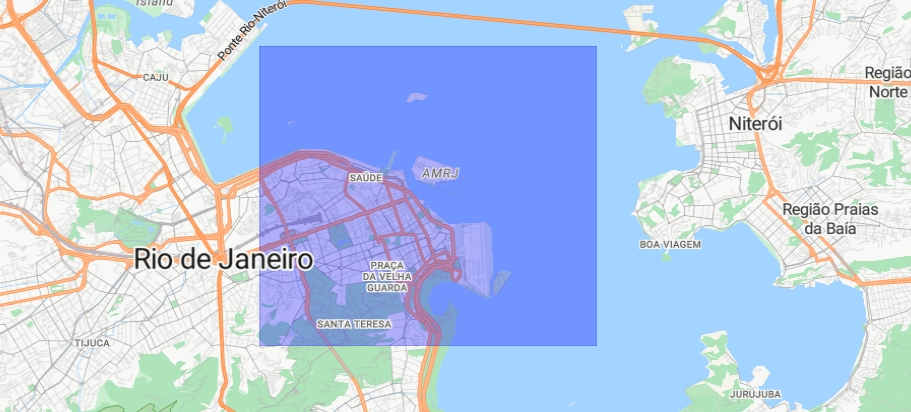 Island
Ponte Rio-Niterói
CAJU
Região
Norte
Niterói
SAÚDE
AMRJ
Região Praias
da Baía
BOA VIAGEM
Rio de Janeiro
PRAÇA
DA VELHA
GUARDA
SANTA TERESA
TIJUCA
JURUJUBA